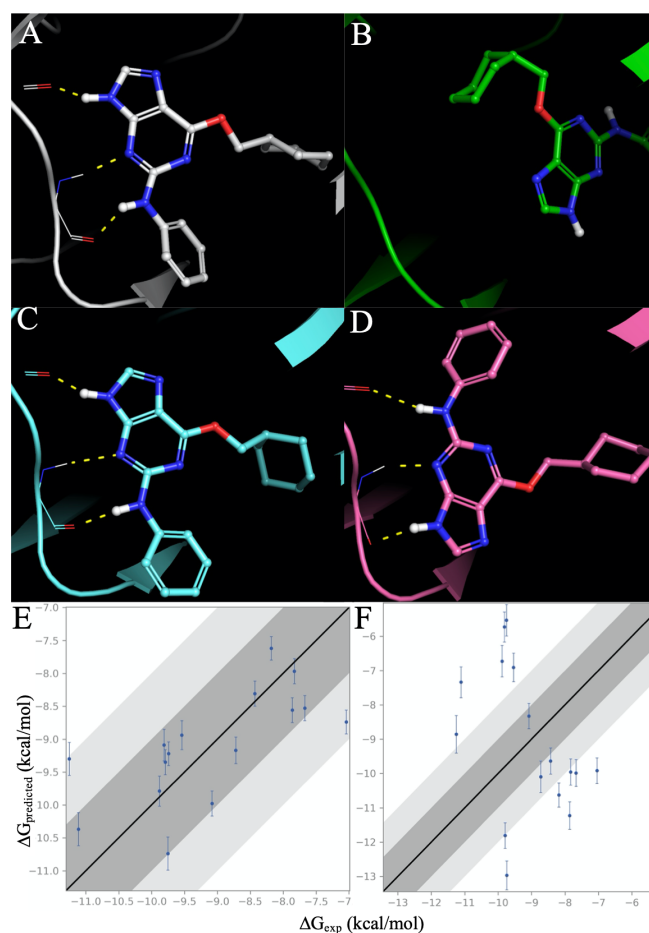 A
B
C
D
E
−7.0
−7.5
−8.0
−8.5
−9.0
−9.5
−10.0
−10.5
−11.0
−11.0 −10.5 −10.0 −9.5 −9.0 −8.5 −8.0 −7.5 −7.0
ΔGpredicted (kcal/mol)
F
−6
−7
−8
−9
−10
−11
−12
−13
−13 −12 −11 −10 −9 −8 −7 −6
ΔGexp (kcal/mol)